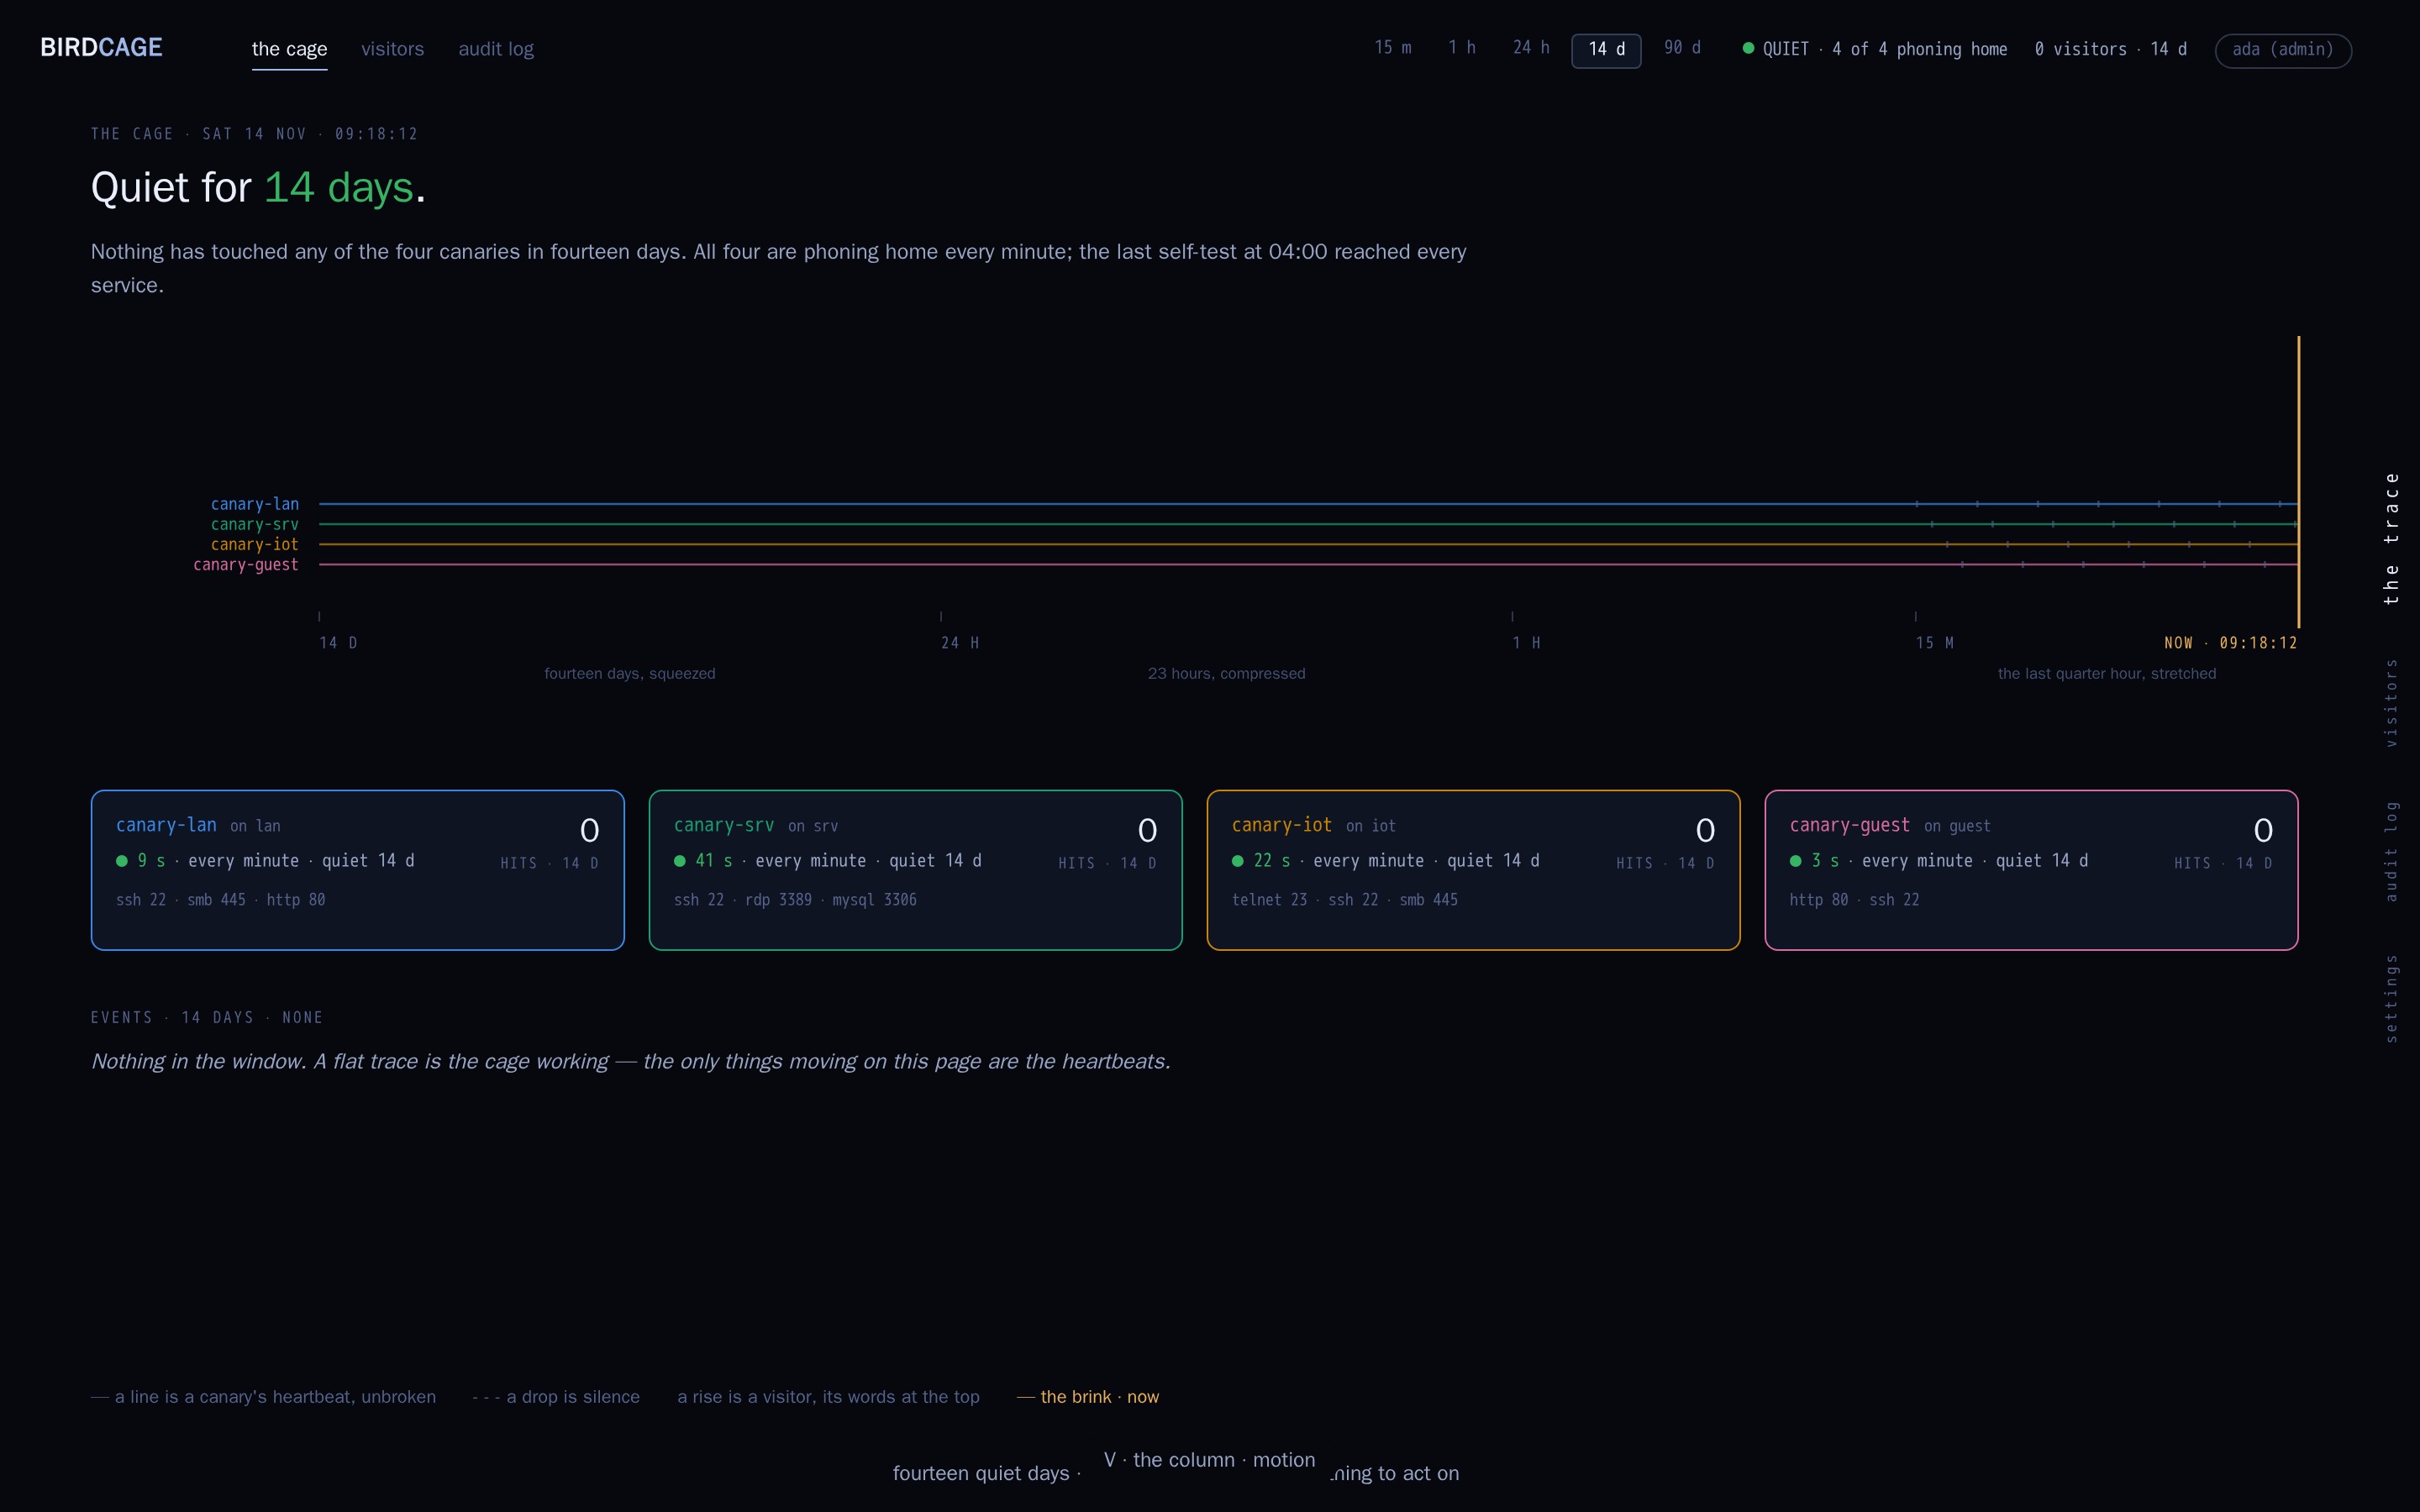 BIRDCAGE
the cage
visitors
audit log
15 m
1 h
24 h
14 d
90 d
QUIET · 4 of 4 phoning home
0 visitors · 14 d
ada (admin)
THE CAGE · SAT 14 NOV · 09:18:12
Quiet for 14 days.
Nothing has touched any of the four canaries in fourteen days. All four are phoning home every minute; the last self-test at 04:00 reached every
service.
canary-lan
canary-srv
canary-iot
canary-guest
14 D
24 H
1 H
15 M
NOW · 09:18:12
fourteen days, squeezed
23 hours, compressed
the last quarter hour, stretched
the trace
visitors
audit log
settings
canary-lan on lan
0
9 s · every minute · quiet 14 d
HITS · 14 D
ssh 22 · smb 445 · http 80
canary-srv on srv
0
41 s · every minute · quiet 14 d
HITS · 14 D
ssh 22 · rdp 3389 · mysql 3306
canary-iot on iot
0
22 s · every minute · quiet 14 d
HITS · 14 D
telnet 23 · ssh 22 · smb 445
canary-guest on guest
0
3 s · every minute · quiet 14 d
HITS · 14 D
http 80 · ssh 22
EVENTS · 14 DAYS · NONE
Nothing in the window. A flat trace is the cage working — the only things moving on this page are the heartbeats.
— a line is a canary's heartbeat, unbroken
- - - a drop is silence
a rise is a visitor, its words at the top
— the brink · now
V · the column · motion
fourteen quiet days · to act on